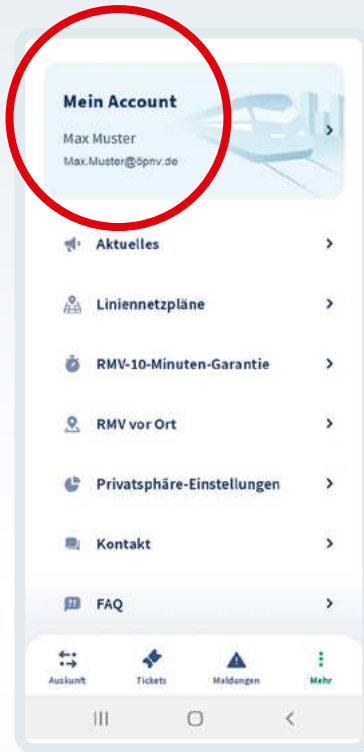 Mein Account
Max Muster
Max.Muster@öpnv.de
Aktuelles
Liniennetzpläne
RMV-10-Minuten-Garantie
RMV vor Ort
Privatsphäre-Einstellungen
Kontakt
FAQ
Auskunft Tickets Meldungen Mehr